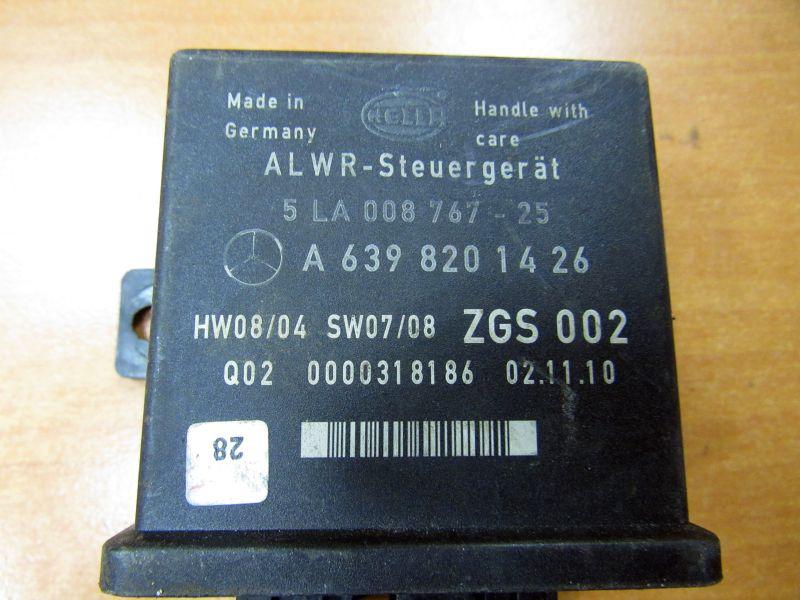 Made in
Germany
HELLA
Handle with
care
ALWR-Steuergerät
5 LA 008 767 - 25
A 639 820 14 26
HW08/04 SW07/08 ZGS 002
Q02 0000318186 02.11.10
28